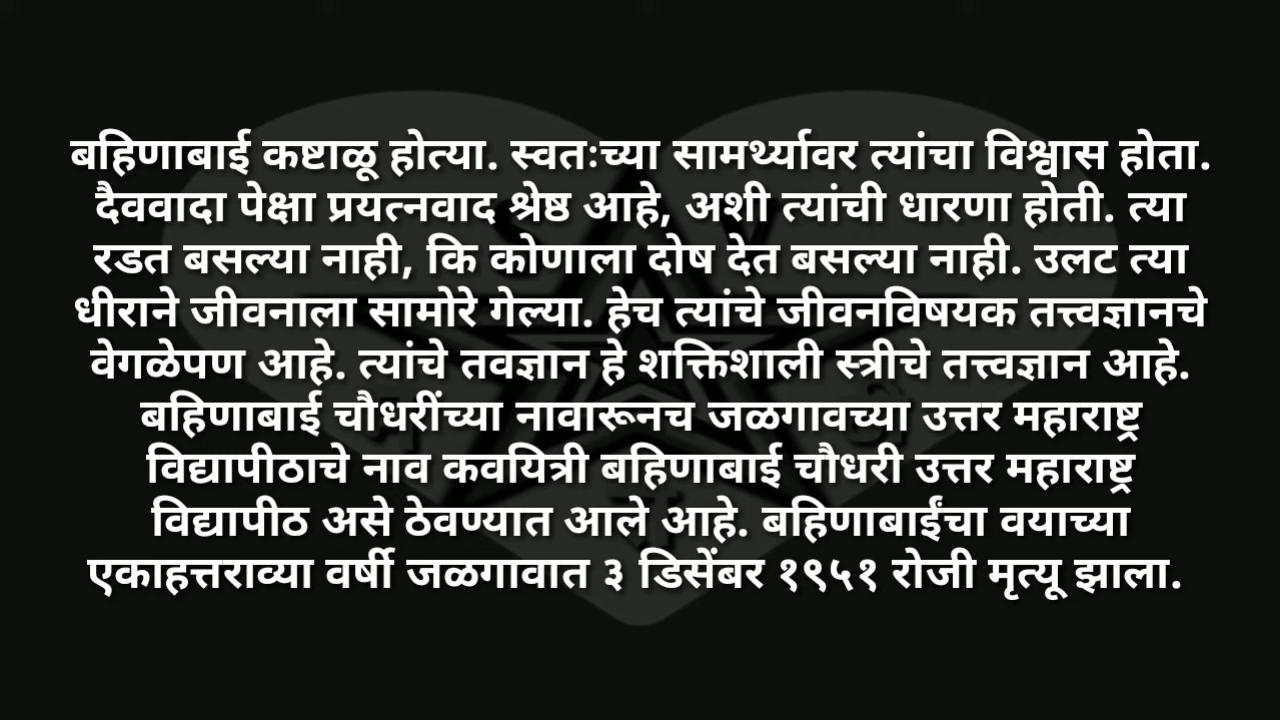 बहिणाबाई कष्टाळू होत्या. स्वतःच्या सामर्थ्यावर त्यांचा विश्वास होता.
दैववादा पेक्षा प्रयत्नवाद श्रेष्ठ आहे, अशी त्यांची धारणा होती. त्या
रडत बसल्या नाही, कि कोणाला दोष देत बसल्या नाही. उलट त्या
धीराने जीवनाला सामोरे गेल्या. हेच त्यांचे जीवनविषयक तत्त्वज्ञानचे
वेगळेपण आहे. त्यांचे तवज्ञान हे शक्तिशाली स्त्रीचे तत्त्वज्ञान आहे.
बहिणाबाई चौधरींच्या नावारूनच जळगावच्या उत्तर महाराष्ट्र
विद्यापीठाचे नाव कवयित्री बहिणाबाई चौधरी उत्तर महाराष्ट्र
विद्यापीठ असे ठेवण्यात आले आहे. बहिणाबाईंचा वयाच्या
एकाहत्तराव्या वर्षी जळगावात ३ डिसेंबर १९५१ रोजी मृत्यू झाला.